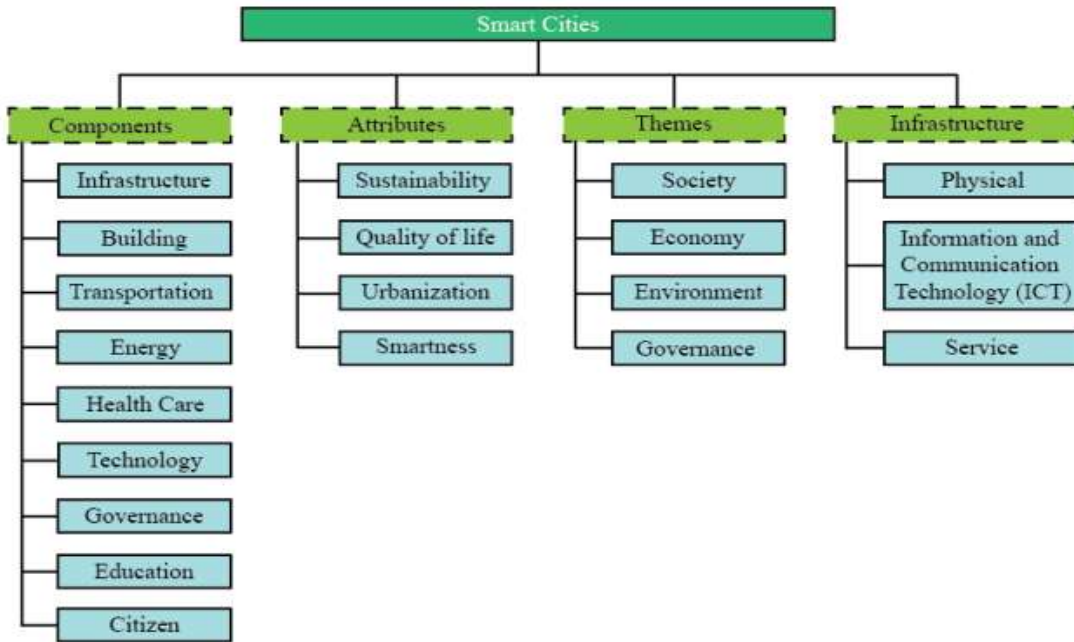 Smart Cities
Components
Infrastructure
Building
Transportation
Energy
Health Care
Technology
Governance
Education
Citizen
Attributes
Sustainability
Quality of life
Urbanization
Smartness
Themes
Society
Economy
Environment
Governance
Infrastructure
Physical
Information and
Communication
Technology (ICT)
Service